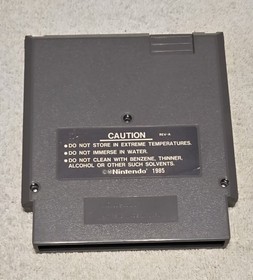 CAUTION
• DO NOT STORE IN EXTREME TEMPERATURES.
• DO NOT IMMERSE IN WATER.
• DO NOT CLEAN WITH BENZENE, THINNER,
ALCOHOL OR OTHER SUCH SOLVENTS.
©®Nintendo® 1985